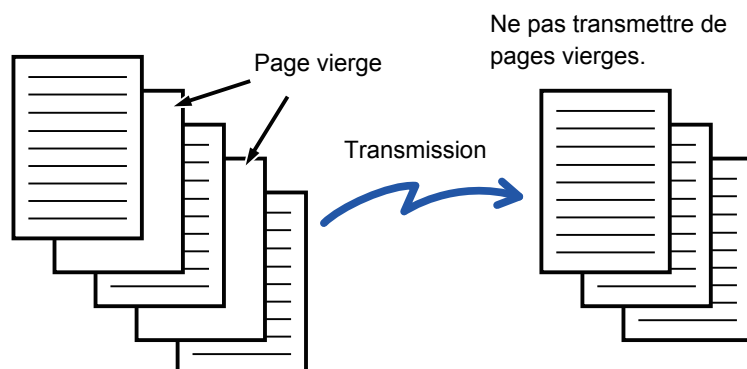 Page vierge
Transmission
Ne pas transmettre de
pages vierges.